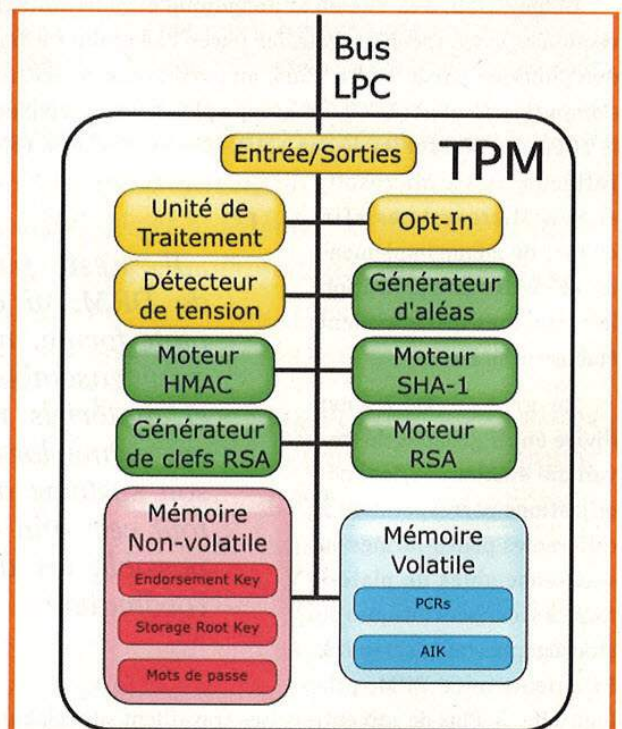 Bus
LPC
Entrée/Sorties
TPM
Unité de
Traitement
Opt-In
Détecteur
de tension
Générateur
d'aléas
Moteur
HMAC
Moteur
SHA-1
Générateur
de clefs RSA
Moteur
RSA
Mémoire
Non-volatile
Endorsement Key
Storage Root Key
Mots de passe
Mémoire
Volatile
PCRs
AIK